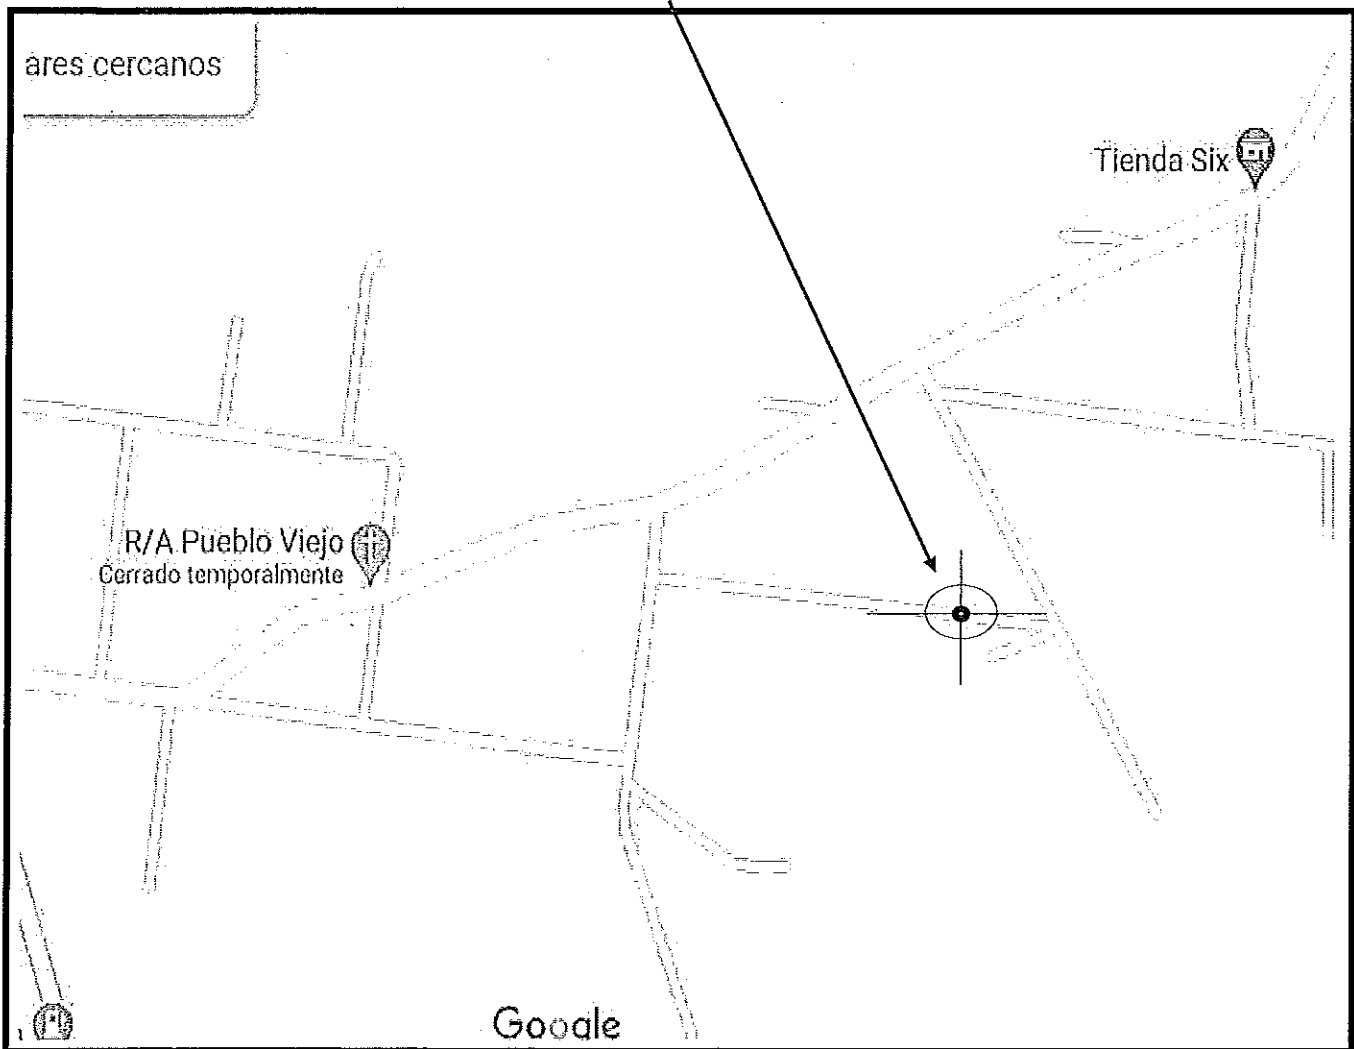 ares cercanos
Tienda Six
R/A Pueblo Viejo
Cerrado temporalmente
Google